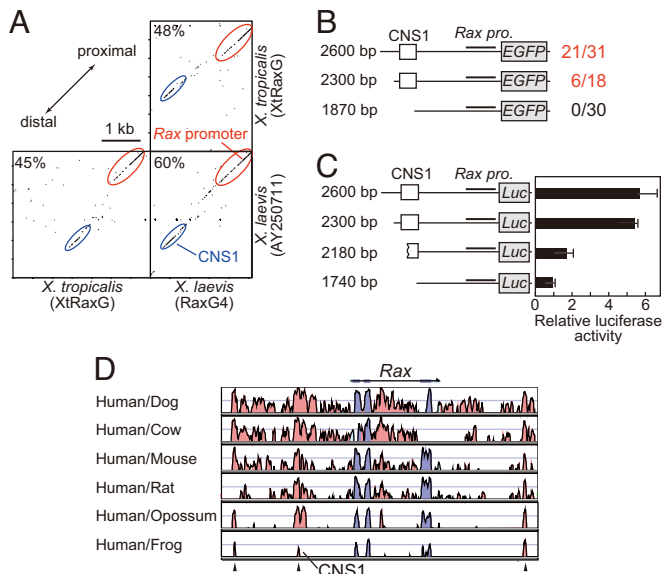 A
proximal
distal
1 kb
48%
X. tropicalis
(XtRaxG)
45%
60%
Rax promoter
CNS1
X. laevis
(AY250711)
X. tropicalis
(XtRaxG)
X. laevis
(RaxG4)
B
CNS1 Rax pro.
2600 bp EGFP 21/31
2300 bp EGFP 6/18
1870 bp EGFP 0/30
C
CNS1 Rax pro.
2600 bp Luc
2300 bp Luc
2180 bp Luc
1740 bp Luc
0 2 4 6
Relative luciferase
activity
D
Rax
Human/Dog
Human/Cow
Human/Mouse
Human/Rat
Human/Opossum
Human/Frog
CNS1